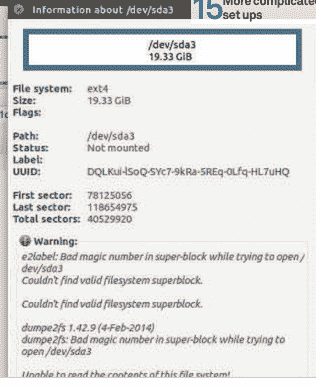 Information about /dev/sda3
15 More complicated
set ups
/dev/sda3
19.33 GiB
File system: ext4
Size: 19.33 GiB
Flags:
Path: /dev/sda3
Status: Not mounted
Label:
UUID: DQLKui-lSoQ-SYc7-9kRa-5REq-0Lfq-HL7uHQ
First sector: 78125056
Last sector: 118654975
Total sectors: 40529920
Warning:
e2label: Bad magic number in super-block while trying to open /
dev/sda3
Couldn't find valid filesystem superblock.
Couldn't find valid filesystem superblock.
dumpe2fs 1.42.9 (4-Feb-2014)
dumpe2fs: Bad magic number in super-block while trying to
open /dev/sda3
Unable to read the contents of this file system!